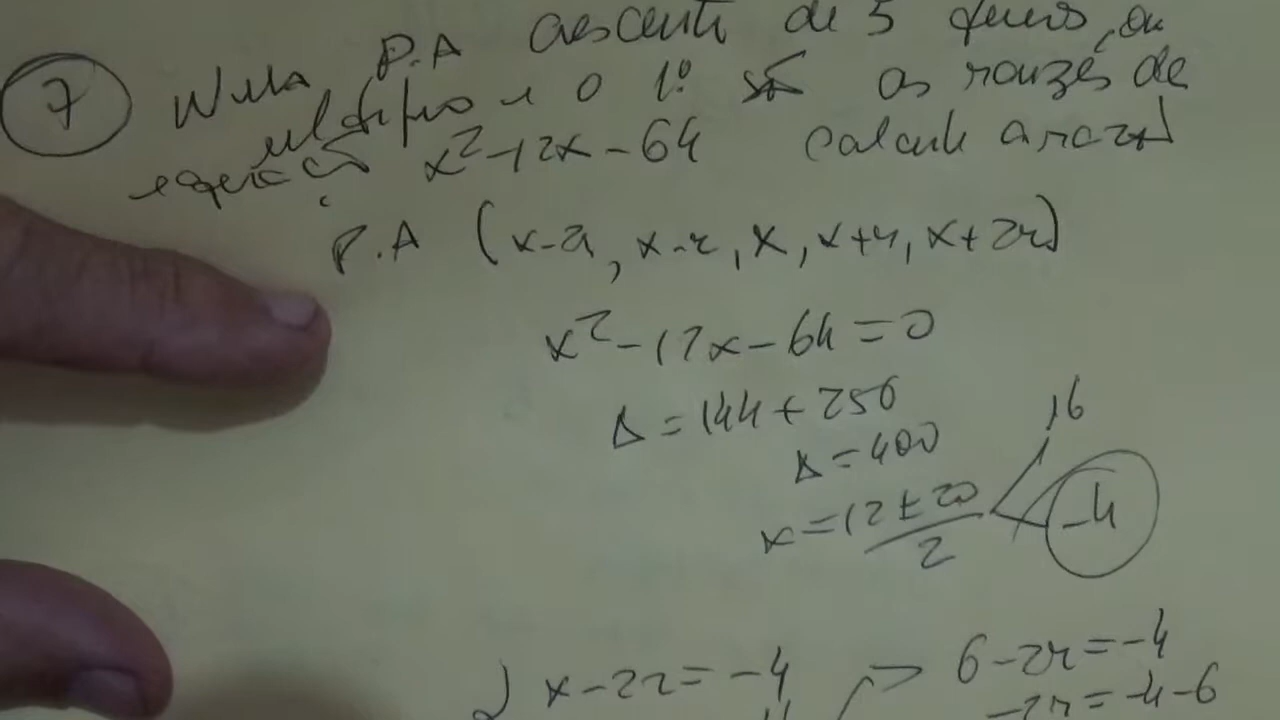 7 Numa P.A crescente de 5 termos, o
último e o 1º são as raízes de
equação x²-12x-64 calcule a razão
P.A (x-2r, x-r, x, x+r, x+2r)
x²-12x-64=0
Δ=144+256
Δ=400
x=12±20/2 16 -4
x-2r=-4 → 6-2r=-4
-2r=-4-6